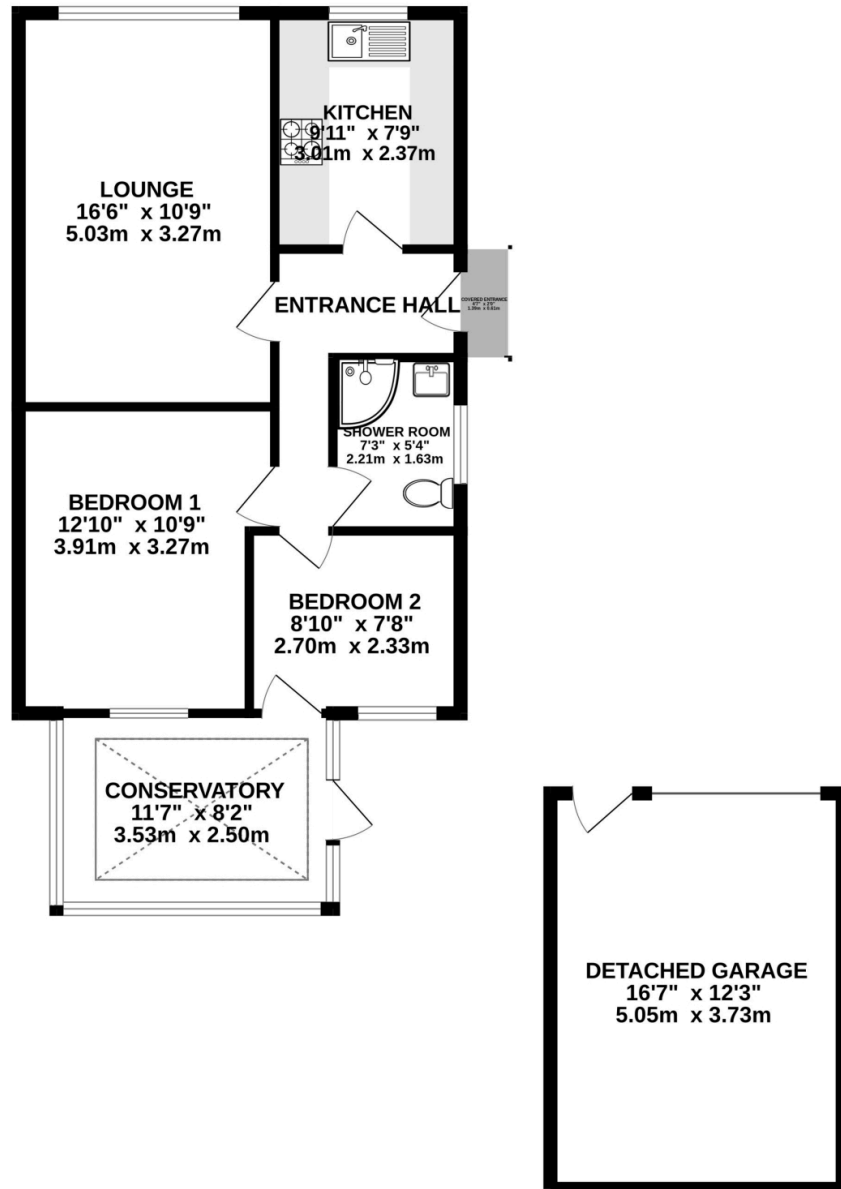 KITCHEN
9'11" x 7'9"
3.01m x 2.37m
LOUNGE
16'6" x 10'9"
5.03m x 3.27m
ENTRANCE HALL
COVERED ENTRANCE
SHOWER ROOM
7'3" x 5'4"
2.21m x 1.63m
BEDROOM 1
12'10" x 10'9"
3.91m x 3.27m
BEDROOM 2
8'10" x 7'8"
2.70m x 2.33m
CONSERVATORY
11'7" x 8'2"
3.53m x 2.50m
DETACHED GARAGE
16'7" x 12'3"
5.05m x 3.73m